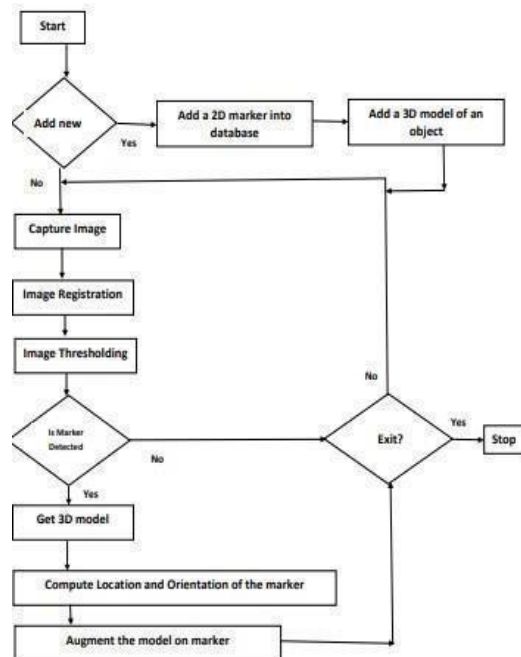 Start
Add new
Yes
Add a 2D marker into
database
Add a 3D model of an
object
No
Capture Image
Image Registration
Image Thresholding
No
Is Marker
Detected
No
Exit?
Yes
Stop
Yes
Get 3D model
Compute Location and Orientation of the marker
Augment the model on marker